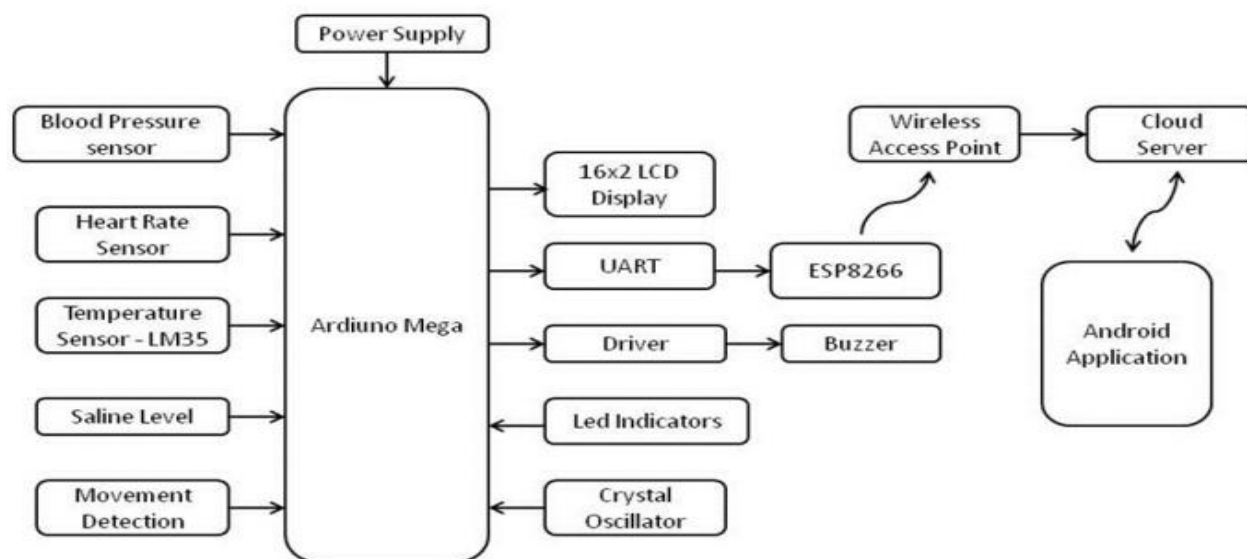 Power Supply
Blood Pressure
sensor
Heart Rate
Sensor
Temperature
Sensor - LM35
Saline Level
Movement
Detection
Ardiuno Mega
16x2 LCD
Display
UART
ESP8266
Driver
Buzzer
Led Indicators
Crystal
Oscillator
Wireless
Access Point
Cloud
Server
Android
Application